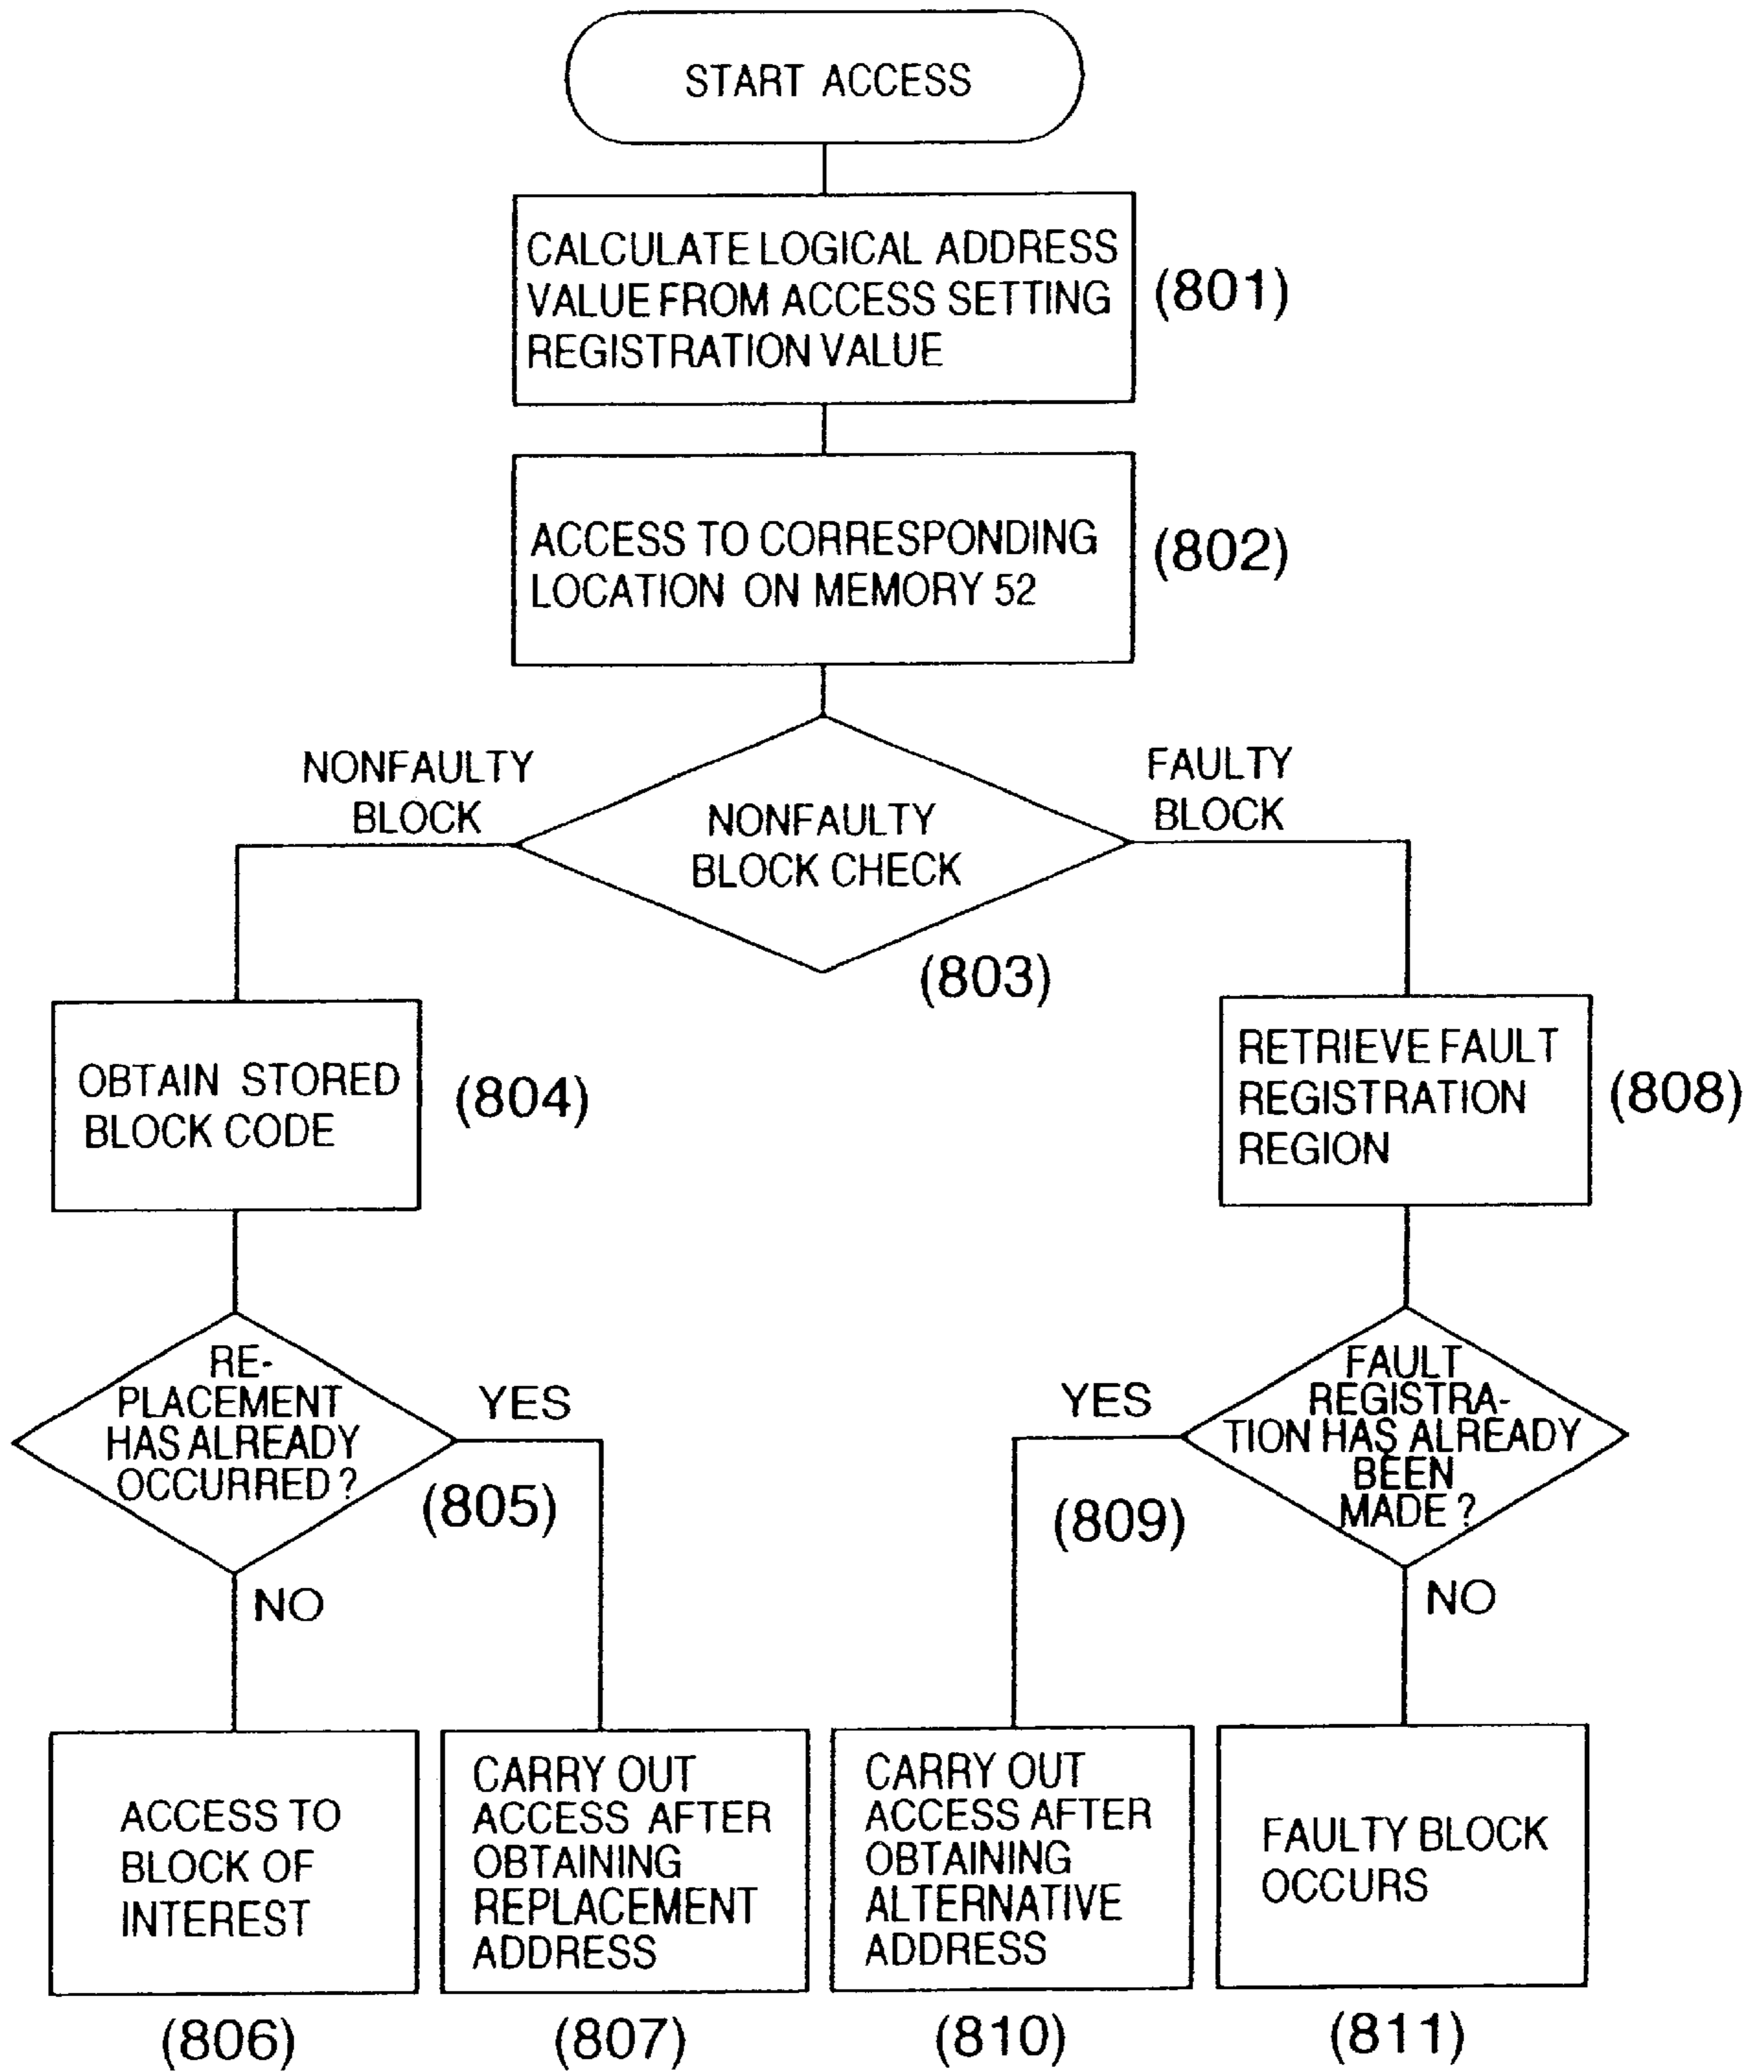 START ACCESS
CALCULATE LOGICAL ADDRESS
VALUE FROM ACCESS SETTING
REGISTRATION VALUE
(801)
ACCESS TO CORRESPONDING
LOCATION ON MEMORY 52
(802)
NONFAULTY
BLOCK
NONFAULTY
BLOCK CHECK
FAULTY
BLOCK
(803)
OBTAIN STORED
BLOCK CODE
(804)
RETRIEVE FAULT
REGISTRATION
REGION
(808)
RE-
PLACEMENT
HAS ALREADY
OCCURRED ?
YES
(805)
NO
FAULT
REGISTRA-
TION HAS ALREADY
BEEN
MADE ?
YES
(809)
NO
ACCESS TO
BLOCK OF
INTEREST
(806)
CARRY OUT
ACCESS AFTER
OBTAINING
REPLACEMENT
ADDRESS
(807)
CARRY OUT
ACCESS AFTER
OBTAINING
ALTERNATIVE
ADDRESS
(810)
FAULTY BLOCK
OCCURS
(811)